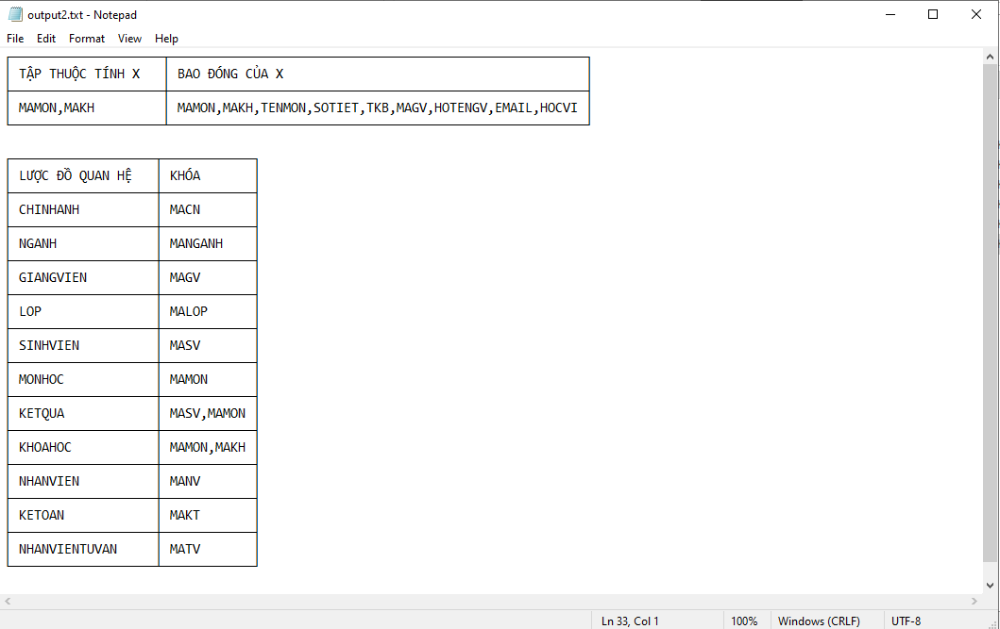 output2.txt - Notepad
File Edit Format View Help
TẬP THUỘC TÍNH X BAO ĐÓNG CỦA X
MAMON,MAKH MAMON,MAKH,TENMON,SOTIET,TKB,MAGV,HOTENGV,EMAIL,HOCVI
LƯỢC ĐỒ QUAN HỆ KHÓA
CHINHANH MACN
NGANH MANGANH
GIANGVIEN MAGV
LOP MALOP
SINHVIEN MASV
MONHOC MAMON
KETQUA MASV,MAMON
KHOAHOC MAMON,MAKH
NHANVIEN MANV
KETOAN MAKT
NHANVIENTUVAN MATV
Ln 33, Col 1 100% Windows (CRLF) UTF-8